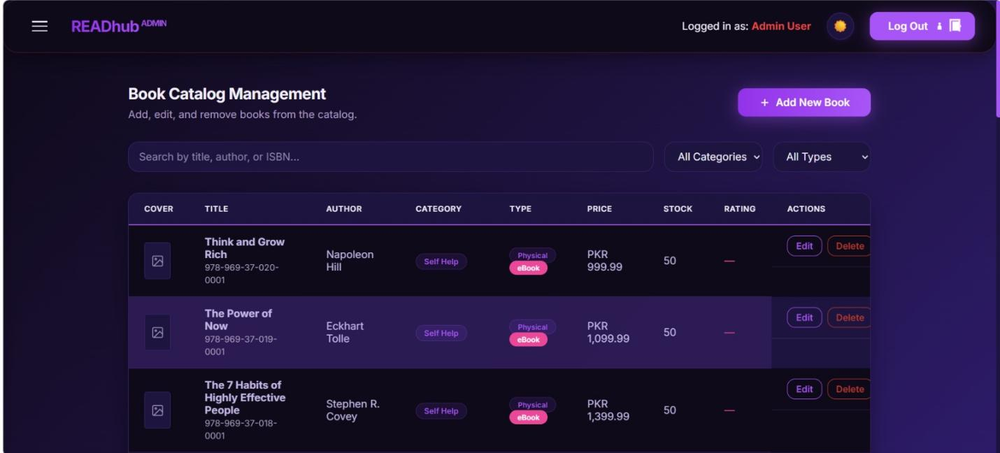 READhub ADMIN
Logged in as: Admin User
Log Out
Book Catalog Management
Add, edit, and remove books from the catalog.
+ Add New Book
Search by title, author, or ISBN...
All Categories
All Types
COVER TITLE AUTHOR CATEGORY TYPE PRICE STOCK RATING ACTIONS
Think and Grow
Rich
978-969-37-020-
0001
Napoleon
Hill
Self Help
Physical
eBook
PKR
999.99
50
—
Edit Delete
The Power of
Now
978-969-37-019-
0001
Eckhart
Tolle
Self Help
Physical
eBook
PKR
1,099.99
50
—
Edit Delete
The 7 Habits of
Highly Effective
People
978-969-37-018-
0001
Stephen R.
Covey
Self Help
Physical
eBook
PKR
1,399.99
50
—
Edit Delete